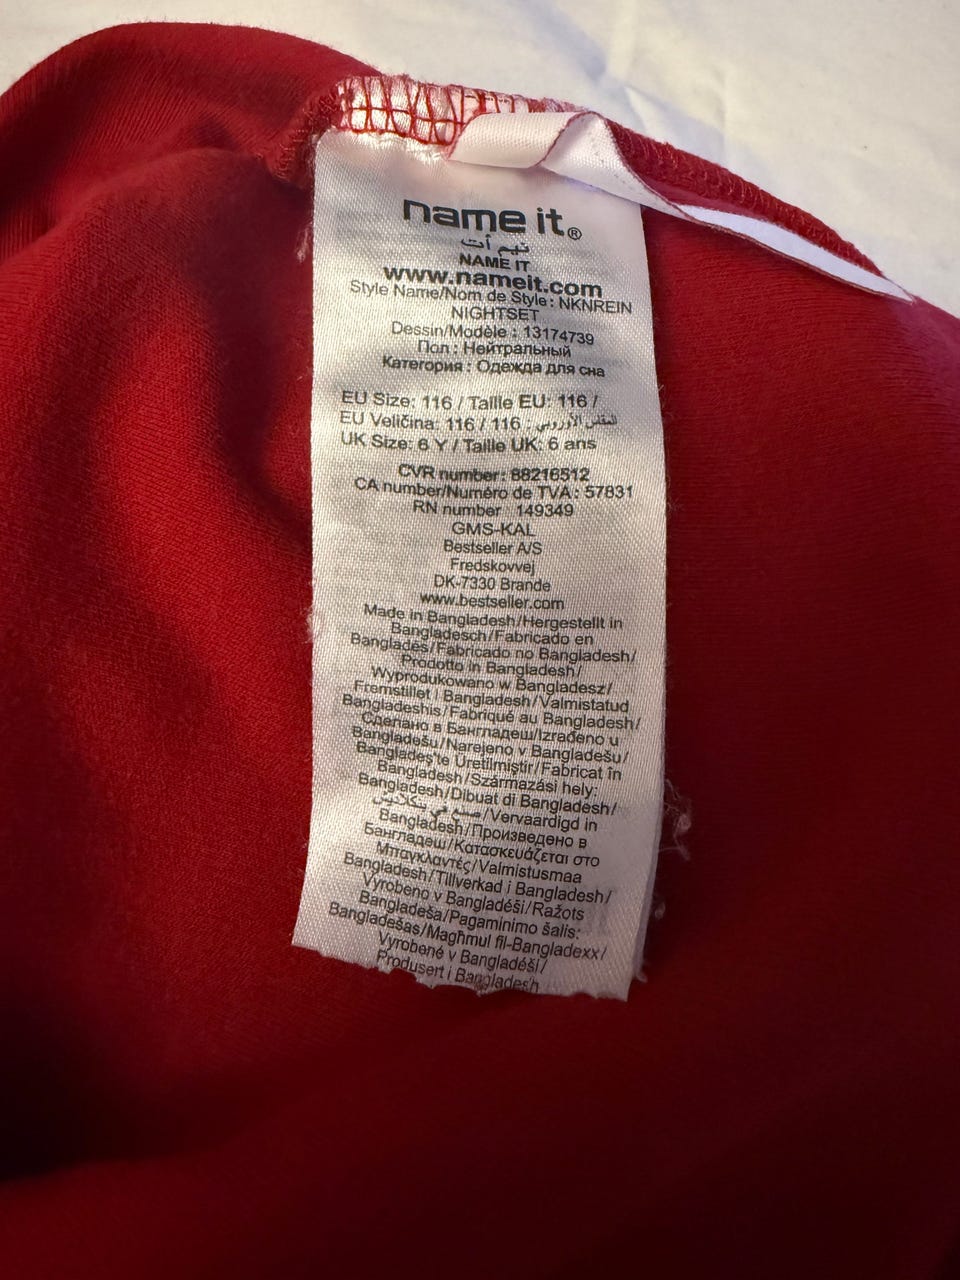 name it®
نيم أت
NAME IT
www.nameit.com
Style Name/Nom de Style : NKNREIN
NIGHTSET
Dessin/Modèle : 13174739
Пол : Нейтральный
Категория : Одежда для сна
EU Size: 116 / Taille EU: 116 /
EU Veličina: 116 / 116 : المقاس الأوروبي
UK Size: 6 Y / Taille UK: 6 ans
CVR number : 88216512
CA number/Numéro de TVA : 57831
RN number 149349
GMS-KAL
Bestseller A/S
Fredskovvej
DK-7330 Brande
www.bestseller.com
Made in Bangladesh/Hergestellt in
Bangladesch/Fabricado en
Bangladés/Fabricado no Bangladesh/
Prodotto in Bangladesh/
Wyprodukowano w Bangladesz/
Fremstillet i Bangladesh/Valmistatud
Bangladeshis/Fabriqué au Bangladesh/
Сделано в Бангладеш/Izrađeno u
Bangladešu/Narejeno v Bangladešu/
Bangladeş'te Üretilmiştir/Fabricat în
Bangladesh/Származási hely:
Bangladesh/Dibuat di Bangladesh/
صنع في بنكلاديش/Vervaardigd in
Bangladesh/Произведено в
Бангладеш/Κατασκευάζεται στο
Μπαγκλαντές/Valmistusmaa
Bangladesh/Tillverkad i Bangladesh/
Vyrobeno v Bangladéši/Ražots
Bangladeša/Pagaminimo šalis:
Bangladešas/Magħmul fil-Bangladexx/
Vyrobené v Bangladéši/
Produsert i Bangladesh